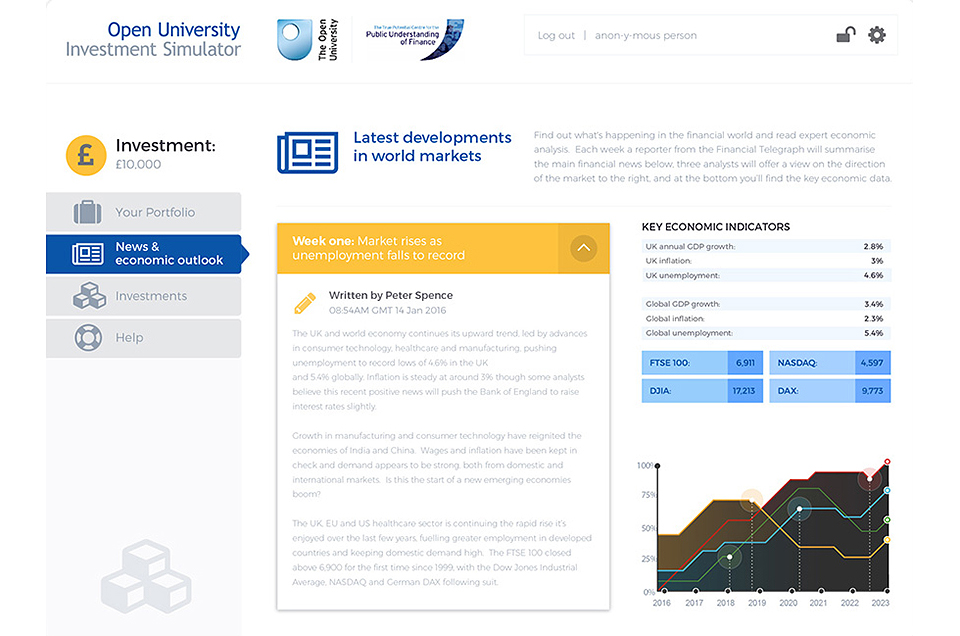 Open University
Investment Simulator
The Open
University
The True Potential Centre for the
Public Understanding
of Finance
Log out | anon-y-mous person
Investment:
£10,000
Your Portfolio
News &
economic outlook
Investments
Help
Latest developments
in world markets
Find out what's happening in the financial world and read expert economic
analysis. Each week a reporter from the Financial Telegraph will summarise
the main financial news below, three analysts will offer a view on the direction
of the market to the right, and at the bottom you'll find the key economic data.
Week one: Market rises as
unemployment falls to record
Written by Peter Spence
08:54AM GMT 14 Jan 2016
The UK and world economy continues its upward trend, led by advances
in consumer technology, healthcare and manufacturing, pushing
unemployment to record lows of 4.6% in the UK
and 5.4% globally. Inflation is steady at around 3% though some analysts
believe this recent positive news will push the Bank of England to raise
interest rates slightly.
Growth in manufacturing and consumer technology have reignited the
economies of India and China. Wages and inflation have been kept in
check and demand appears to be strong, both from domestic and
international markets. Is this the start of a new emerging economies
boom?
The UK, EU and US healthcare sector is continuing the rapid rise it's
enjoyed over the last few years, fuelling greater employment in developed
countries and keeping domestic demand high. The FTSE 100 closed
above 6,900 for the first time since 1999, with the Dow Jones Industrial
Average, NASDAQ and German DAX following suit.
KEY ECONOMIC INDICATORS
UK annual GDP growth: 2.8%
UK inflation: 3%
UK unemployment: 4.6%
Global GDP growth: 3.4%
Global inflation: 2.3%
Global unemployment: 5.4%
FTSE 100: 6,911 NASDAQ: 4,597
DJIA: 17,213 DAX: 9,773
100%
75%
50%
25%
0%
2016 2017 2018 2019 2020 2021 2022 2023